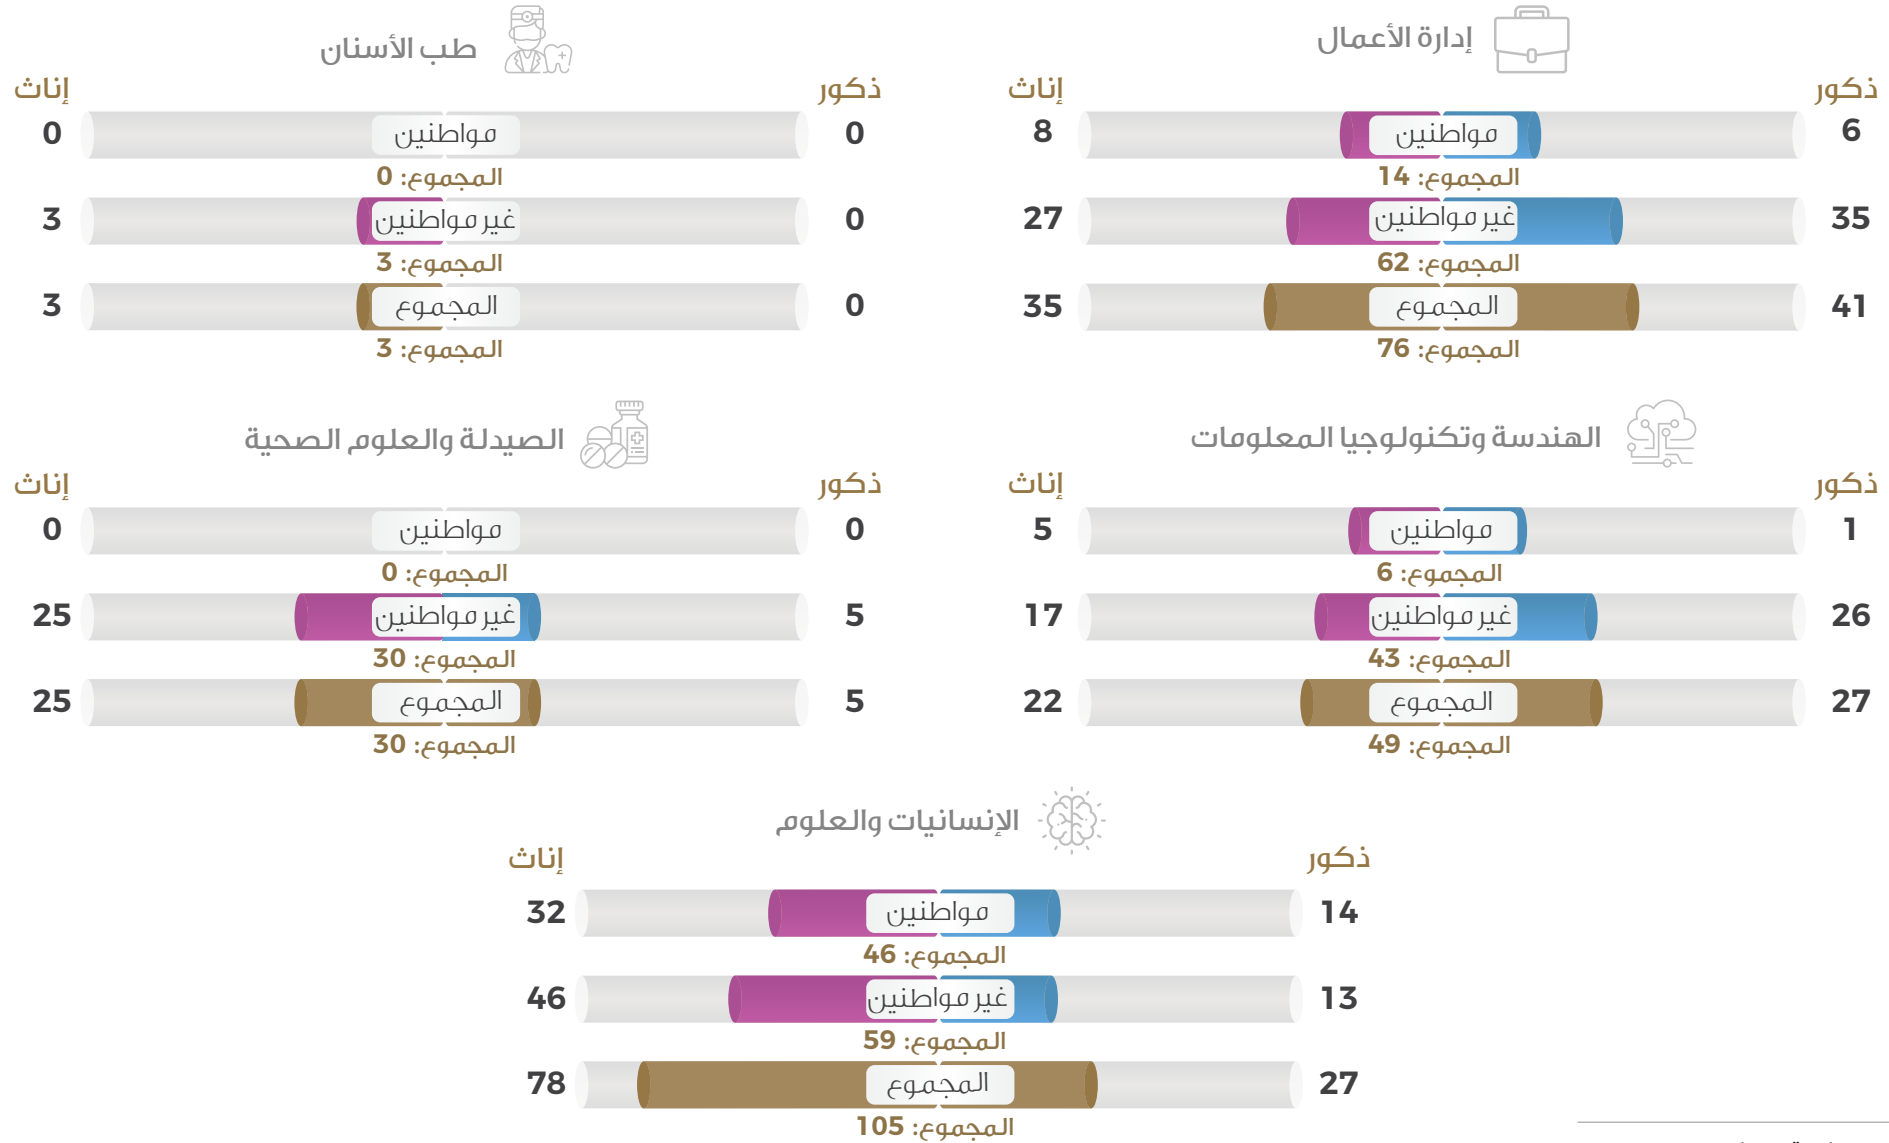 إدارة الأعمال
ذكور إناث
6 مواطنين 8
المجموع: 14
35 غير مواطنين 27
المجموع: 62
41 المجموع 35
المجموع: 76
طب الأسنان
ذكور إناث
0 مواطنين 0
المجموع: 0
0 غير مواطنين 3
المجموع: 3
0 المجموع 3
المجموع: 3
الهندسة وتكنولوجيا المعلومات
ذكور إناث
1 مواطنين 5
المجموع: 6
26 غير مواطنين 17
المجموع: 43
27 المجموع 22
المجموع: 49
الصيدلة والعلوم الصحية
ذكور إناث
0 مواطنين 0
المجموع: 0
5 غير مواطنين 25
المجموع: 30
5 المجموع 25
المجموع: 30
الإنسانيات والعلوم
ذكور إناث
14 مواطنين 32
المجموع: 46
13 غير مواطنين 46
المجموع: 59
27 المجموع 78
المجموع: 105